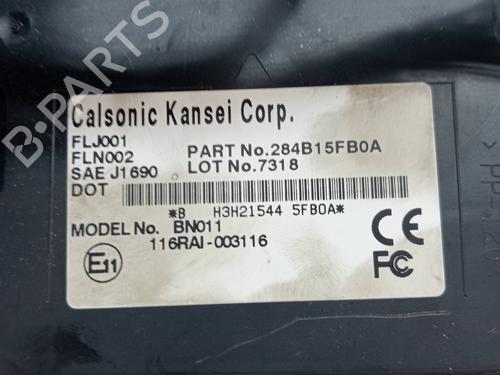 Calsonic Kansei Corp.
FLJ001
FLN002 PART No.284B15FB0A
SAE J1690 LOT No.7318
DOT
*B H3H21544 5FB0A*
MODEL No. BN011
116RAI-003116
E11
CE
FC
B-PARTS